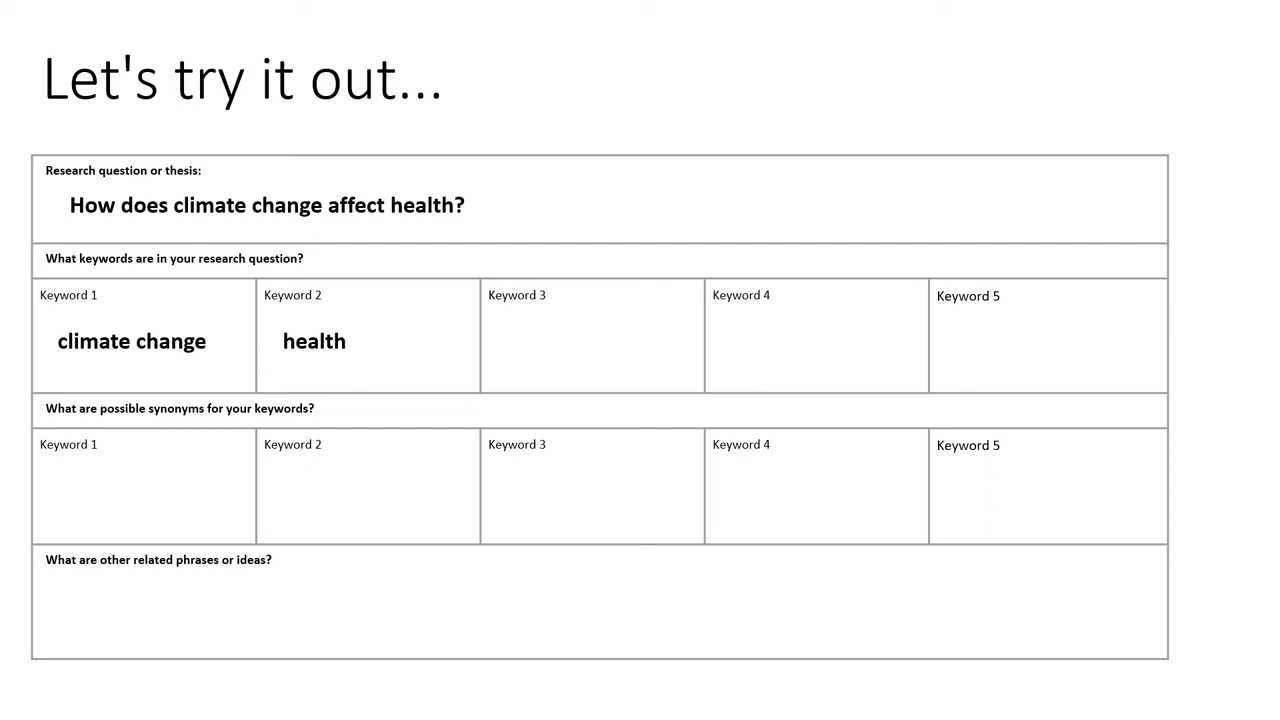 Let's try it out...
Research question or thesis:
How does climate change affect health?
What keywords are in your research question?
Keyword 1
Keyword 2
Keyword 3
Keyword 4
Keyword 5
climate change
health
What are possible synonyms for your keywords?
Keyword 1
Keyword 2
Keyword 3
Keyword 4
Keyword 5
What are other related phrases or ideas?